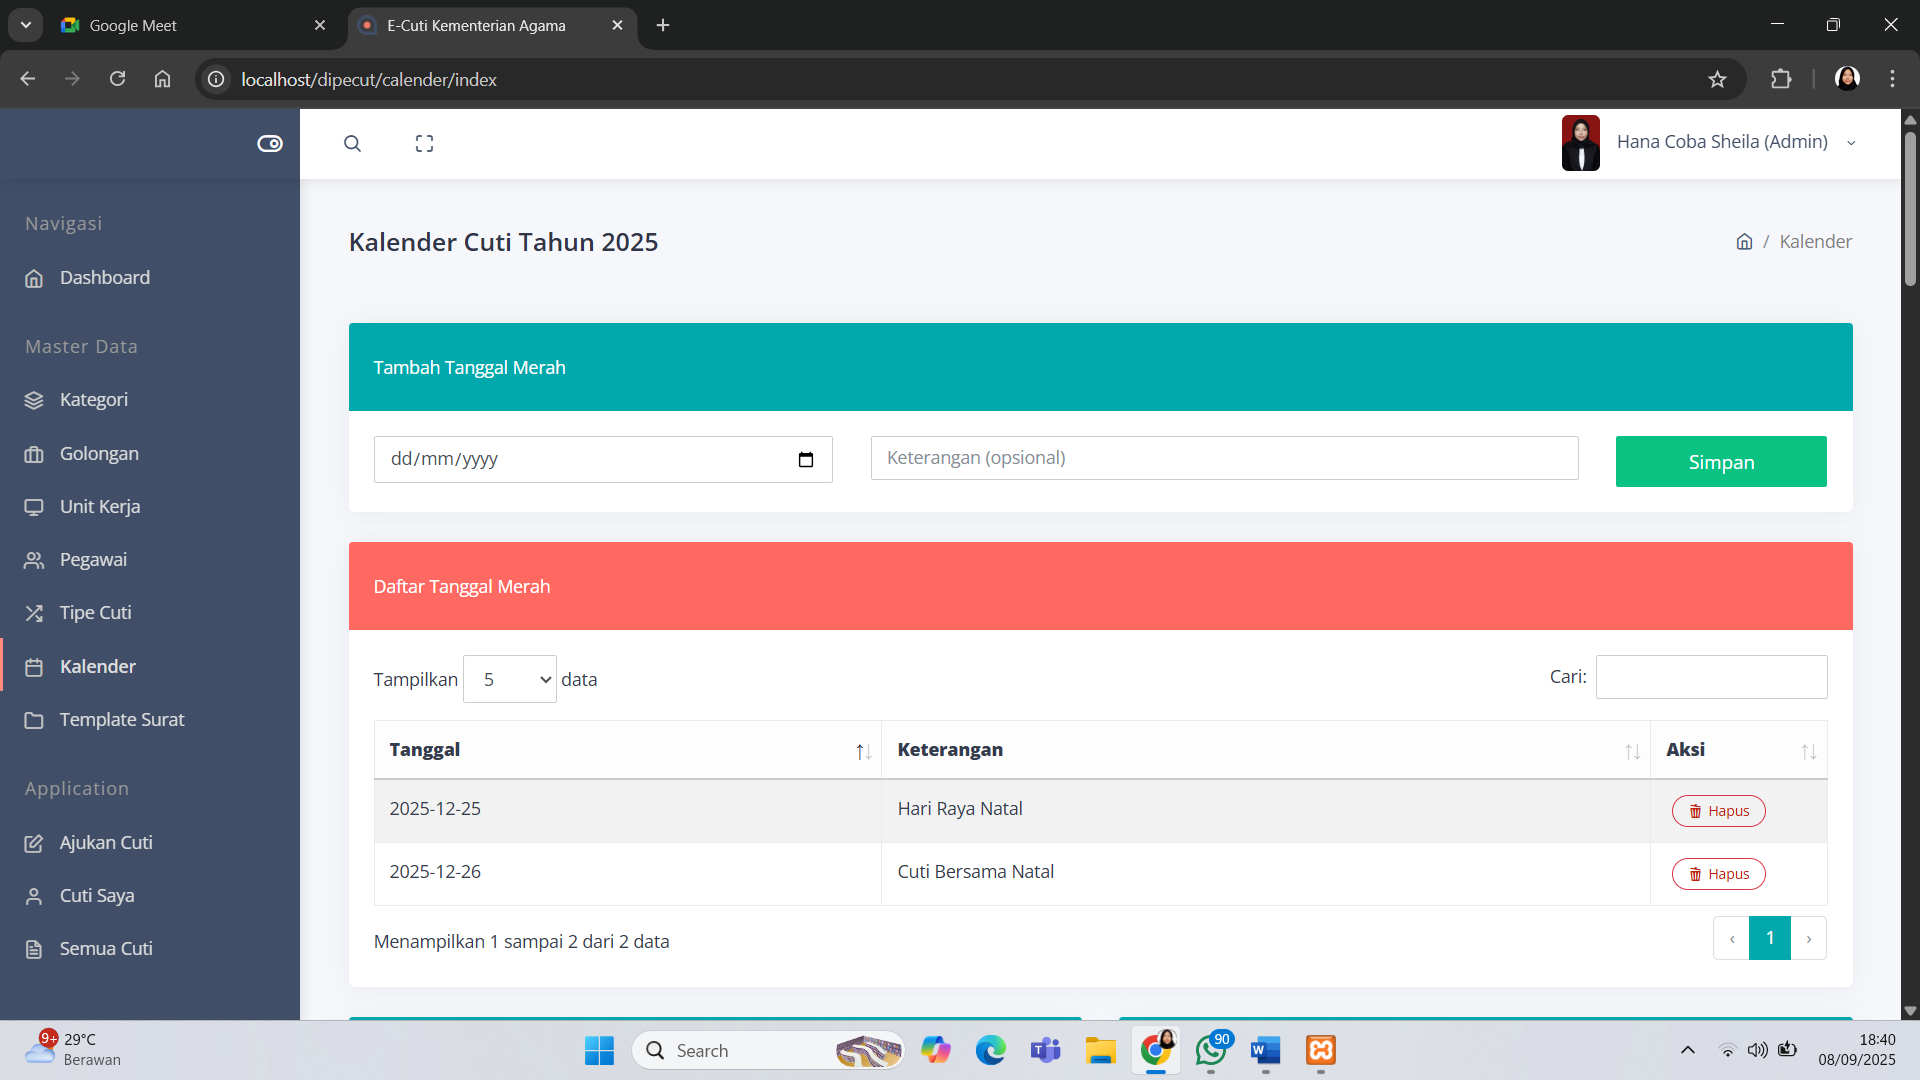 Google Meet
E-Cuti Kementerian Agama
localhost/dipecut/calender/index
Hana Coba Sheila (Admin)
Navigasi
Dashboard
Master Data
Kategori
Golongan
Unit Kerja
Pegawai
Tipe Cuti
Kalender
Template Surat
Application
Ajukan Cuti
Cuti Saya
Semua Cuti
Kalender Cuti Tahun 2025
/ Kalender
Tambah Tanggal Merah
dd/mm/yyyy
Keterangan (opsional)
Simpan
Daftar Tanggal Merah
Tampilkan 5 data
Cari:
Tanggal Keterangan Aksi
2025-12-25 Hari Raya Natal Hapus
2025-12-26 Cuti Bersama Natal Hapus
Menampilkan 1 sampai 2 dari 2 data
‹ 1 ›
9+
29°C
Berawan
Search
90
18:40
08/09/2025